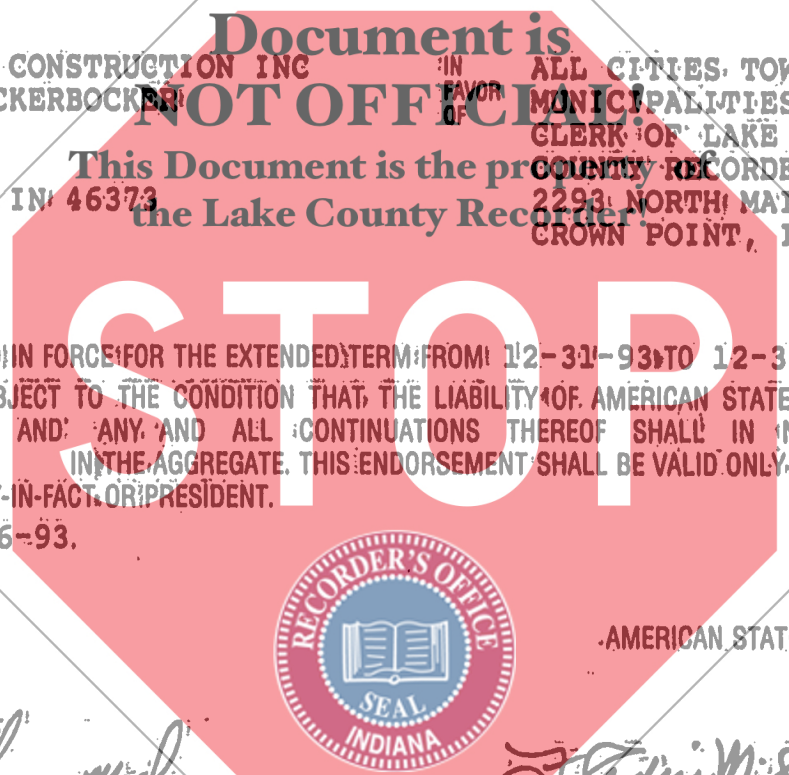 Document is
CONSTRUCTION INC IN ALL CITIES, TOW
CKERBOCKER FAVOR MUNICIPALITIES
NOT OFFICIAL!
OF CLERK OF LAKE
This Document is the property of
COUNTY RECORDE
IN 46373 2293 NORTH MAI
the Lake County Recorder!
CROWN POINT, I
STOP
IN FORCE FOR THE EXTENDED TERM FROM 12-31-93 TO 12-3
BJECT TO THE CONDITION THAT THE LIABILITY OF AMERICAN STATE
AND ANY AND ALL CONTINUATIONS THEREOF SHALL IN N
IN THE AGGREGATE. THIS ENDORSEMENT SHALL BE VALID ONLY
-IN-FACT OR PRESIDENT.
6-93.
RECORDER'S OFFICE
SEAL
INDIANA
AMERICAN STAT